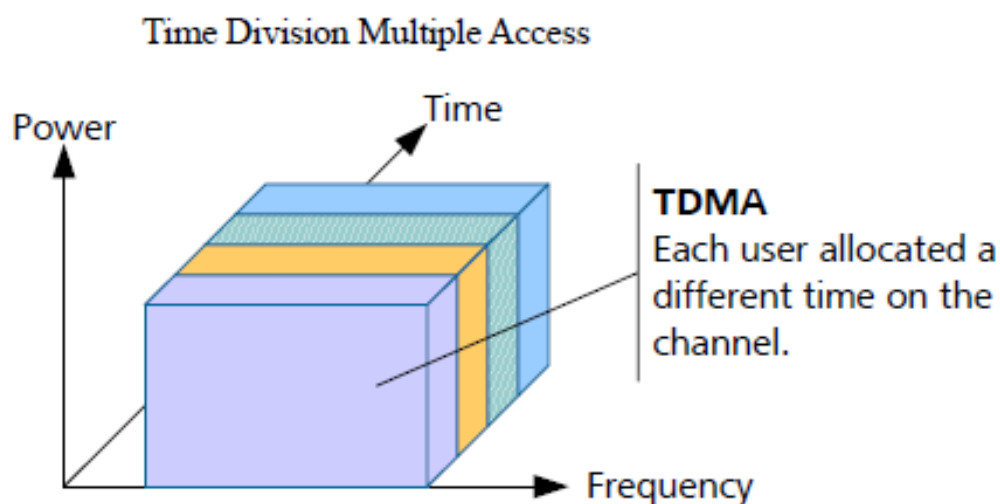 Time Division Multiple Access
Time
Power
TDMA
Each user allocated a
different time on the
channel.
Frequency